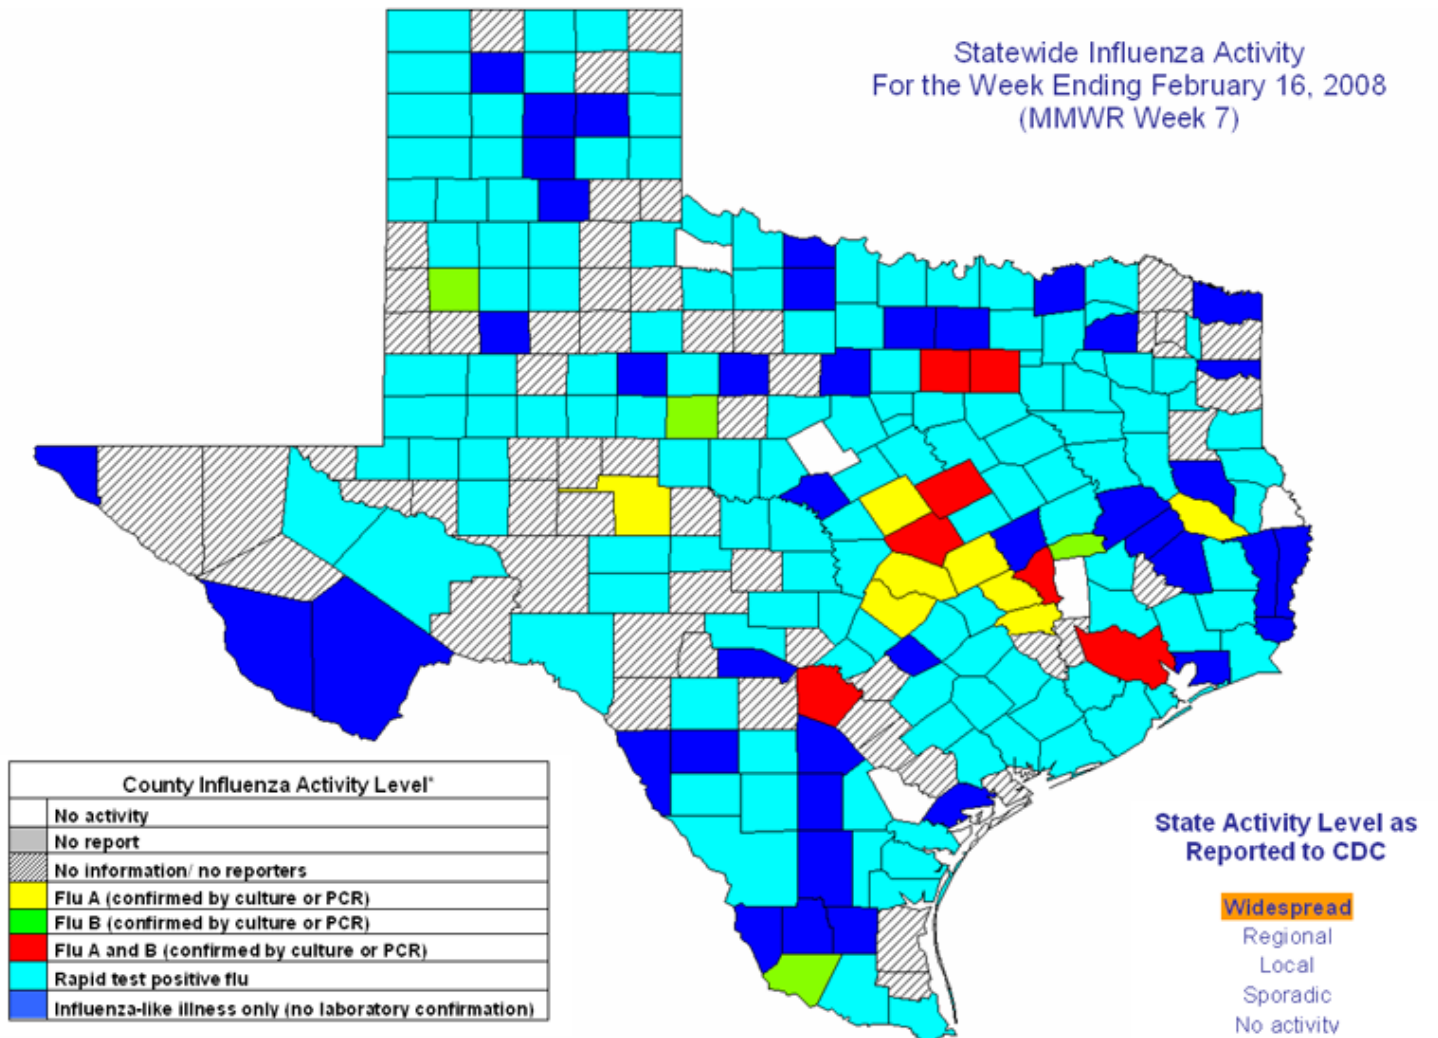 Statewide Influenza Activity
For the Week Ending February 16, 2008
(MMWR Week 7)
County Influenza Activity Level*
No activity
No report
No information/ no reporters
Flu A (confirmed by culture or PCR)
Flu B (confirmed by culture or PCR)
Flu A and B (confirmed by culture or PCR)
Rapid test positive flu
Influenza-like illness only (no laboratory confirmation)
State Activity Level as
Reported to CDC
Widespread
Regional
Local
Sporadic
No activity